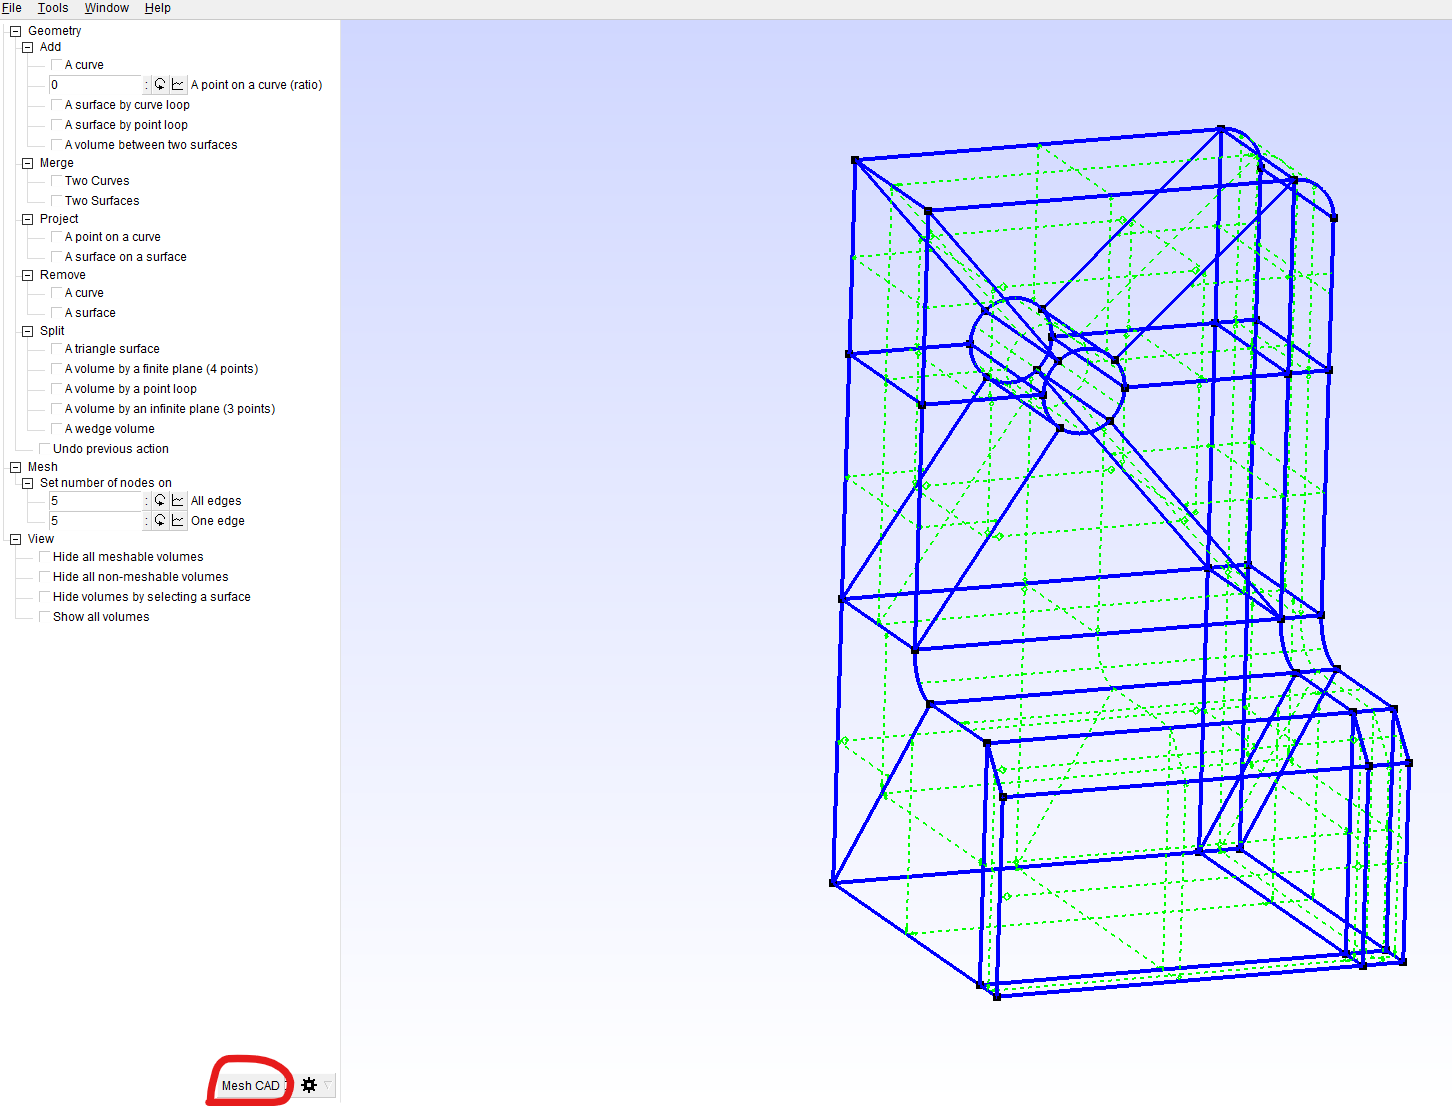 File Tools Window Help
Geometry
Add
A curve
0 : A point on a curve (ratio)
A surface by curve loop
A surface by point loop
A volume between two surfaces
Merge
Two Curves
Two Surfaces
Project
A point on a curve
A surface on a surface
Remove
A curve
A surface
Split
A triangle surface
A volume by a finite plane (4 points)
A volume by a point loop
A volume by an infinite plane (3 points)
A wedge volume
Undo previous action
Mesh
Set number of nodes on
5 : All edges
5 : One edge
View
Hide all meshable volumes
Hide all non-meshable volumes
Hide volumes by selecting a surface
Show all volumes
Mesh CAD